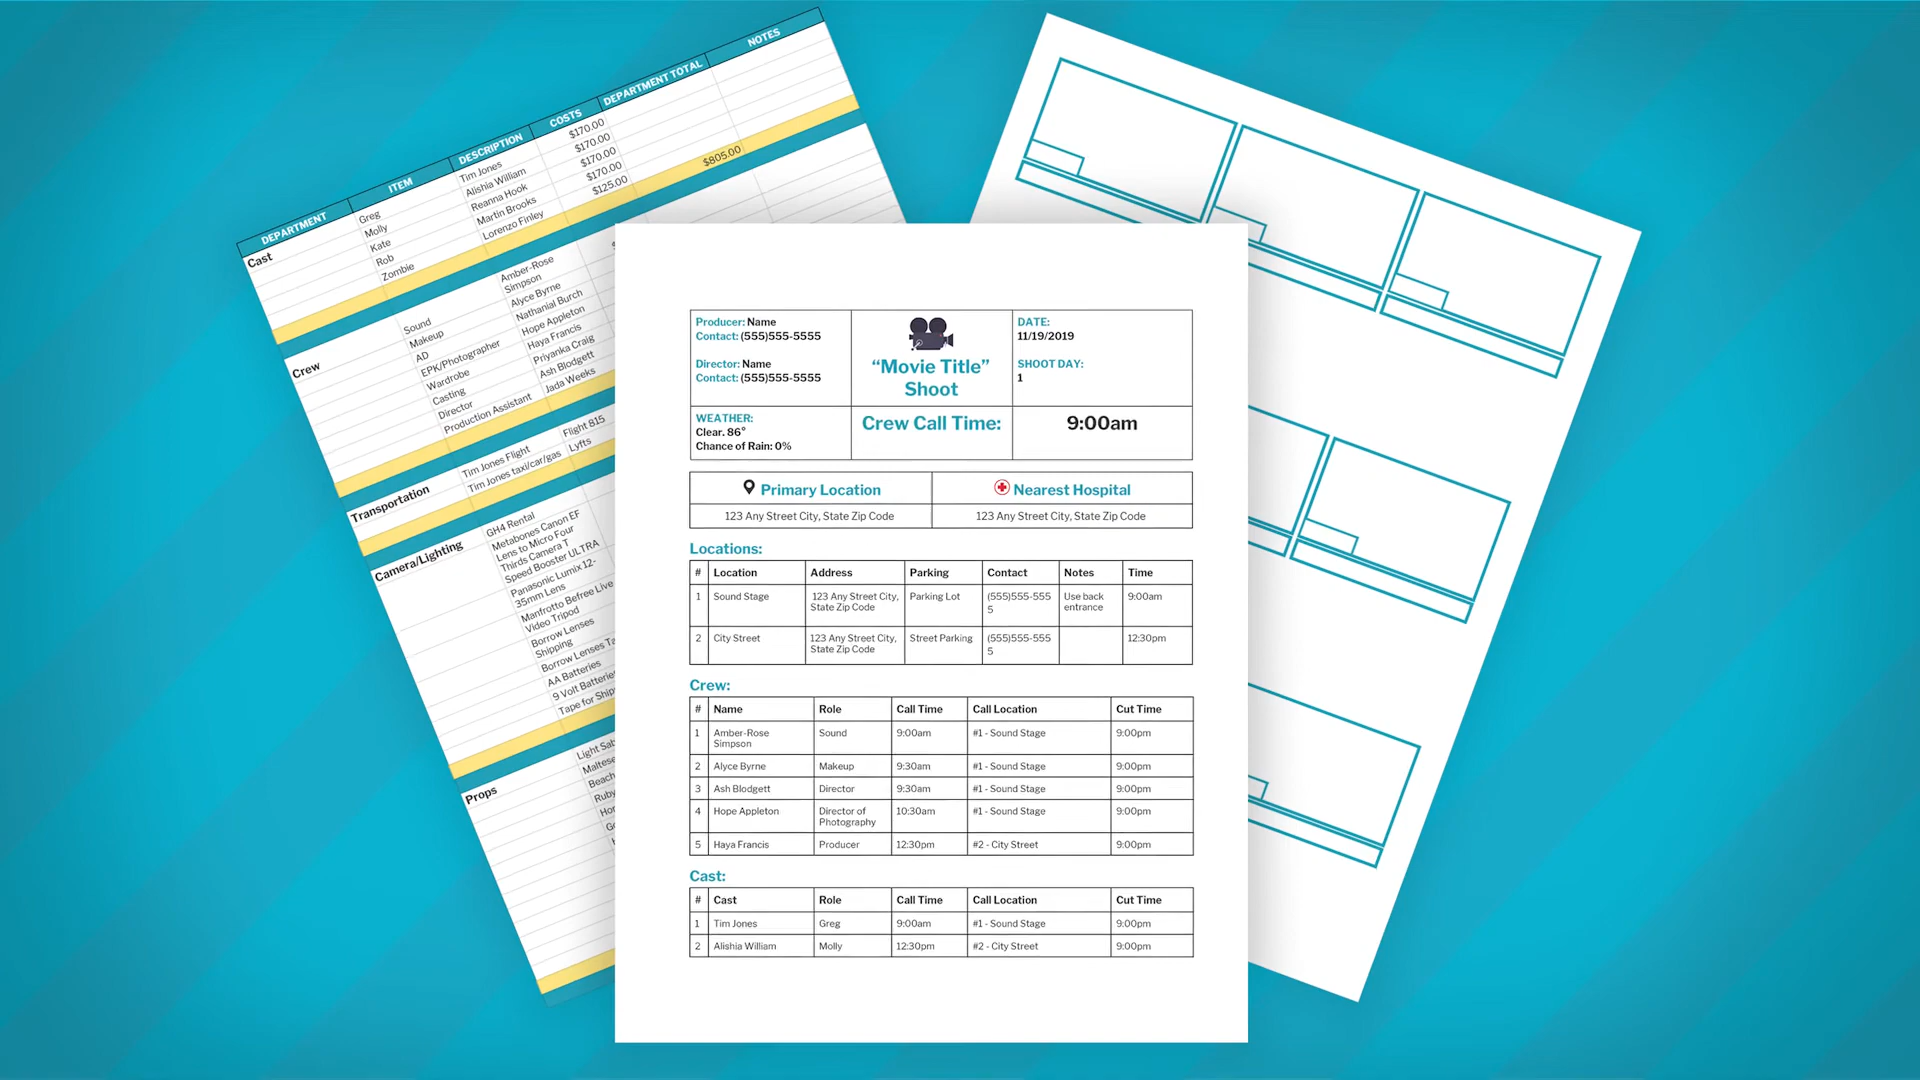 DEPARTMENT ITEM DESCRIPTION COSTS DEPARTMENT TOTAL NOTES
Cast Greg Tim Jones $170.00
Molly Alishia William $170.00
Kate Reanna Hook $170.00
Rob Martin Brooks $170.00
Zombie Lorenzo Finley $125.00
$805.00
Crew Sound Amber-Rose
Simpson
Makeup Alyce Byrne
AD Nathanial Burch
EPK/Photographer Hope Appleton
Wardrobe Haya Francis
Casting Priyanka Craig
Director Ash Blodgett
Production Assistant Jada Weeks
Transportation Tim Jones Flight Flight 815
Tim Jones taxi/car/gas Lyfts
Camera/Lighting GH4 Rental
Metabones Canon EF
Lens to Micro Four
Thirds Camera T
Speed Booster ULTRA
Panasonic Lumix 12-
35mm Lens
Manfrotto Befree Live
Video Tripod
Borrow Lenses
Shipping
Borrow Lenses
AA Batteries
9 Volt
Tape for
Props Light
Beach
Producer: Name
Contact: (555)555-5555
Director: Name
Contact: (555)555-5555
“Movie Title”
Shoot
DATE:
11/19/2019
SHOOT DAY:
1
WEATHER:
Clear. 86°
Chance of Rain: 0%
Crew Call Time:
9:00am
Primary Location Nearest Hospital
123 Any Street City, State Zip Code 123 Any Street City, State Zip Code
Locations:
# Location Address Parking Contact Notes Time
1 Sound Stage 123 Any Street City, Parking Lot (555)555-555 Use back 9:00am
State Zip Code 5 entrance
2 City Street 123 Any Street City, Street Parking (555)555-555 12:30pm
State Zip Code 5
Crew:
# Name Role Call Time Call Location Cut Time
1 Amber-Rose Sound 9:00am #1 - Sound Stage 9:00pm
Simpson
2 Alyce Byrne Makeup 9:30am #1 - Sound Stage 9:00pm
3 Ash Blodgett Director 9:30am #1 - Sound Stage 9:00pm
4 Hope Appleton Director of 10:30am #1 - Sound Stage 9:00pm
Photography
5 Haya Francis Producer 12:30pm #2 - City Street 9:00pm
Cast:
# Cast Role Call Time Call Location Cut Time
1 Tim Jones Greg 9:00am #1 - Sound Stage 9:00pm
2 Alishia William Molly 12:30pm #2 - City Street 9:00pm